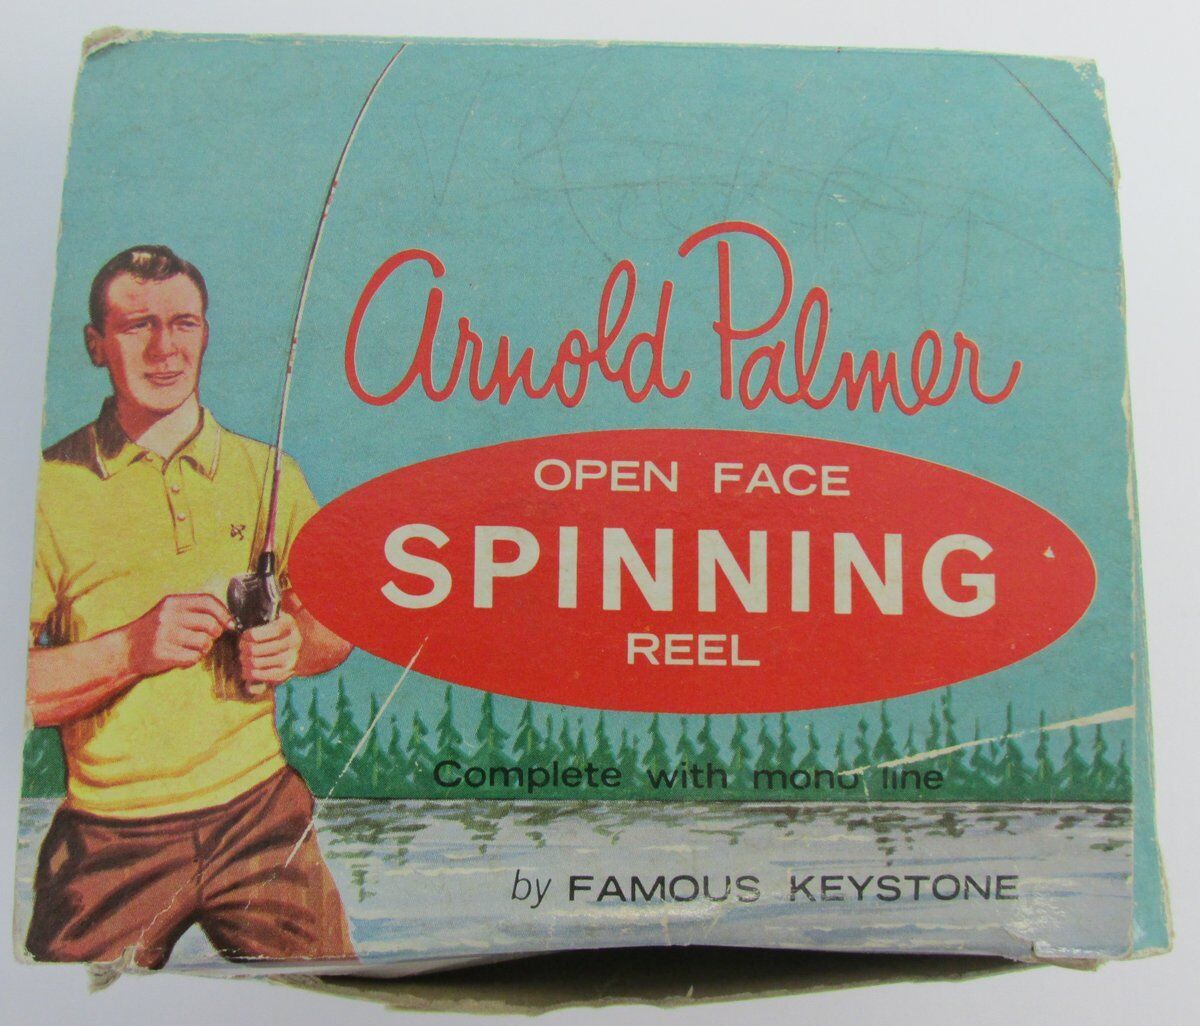 Arnold Palmer
OPEN FACE
SPINNING
REEL
Complete with mono line
by FAMOUS KEYSTONE